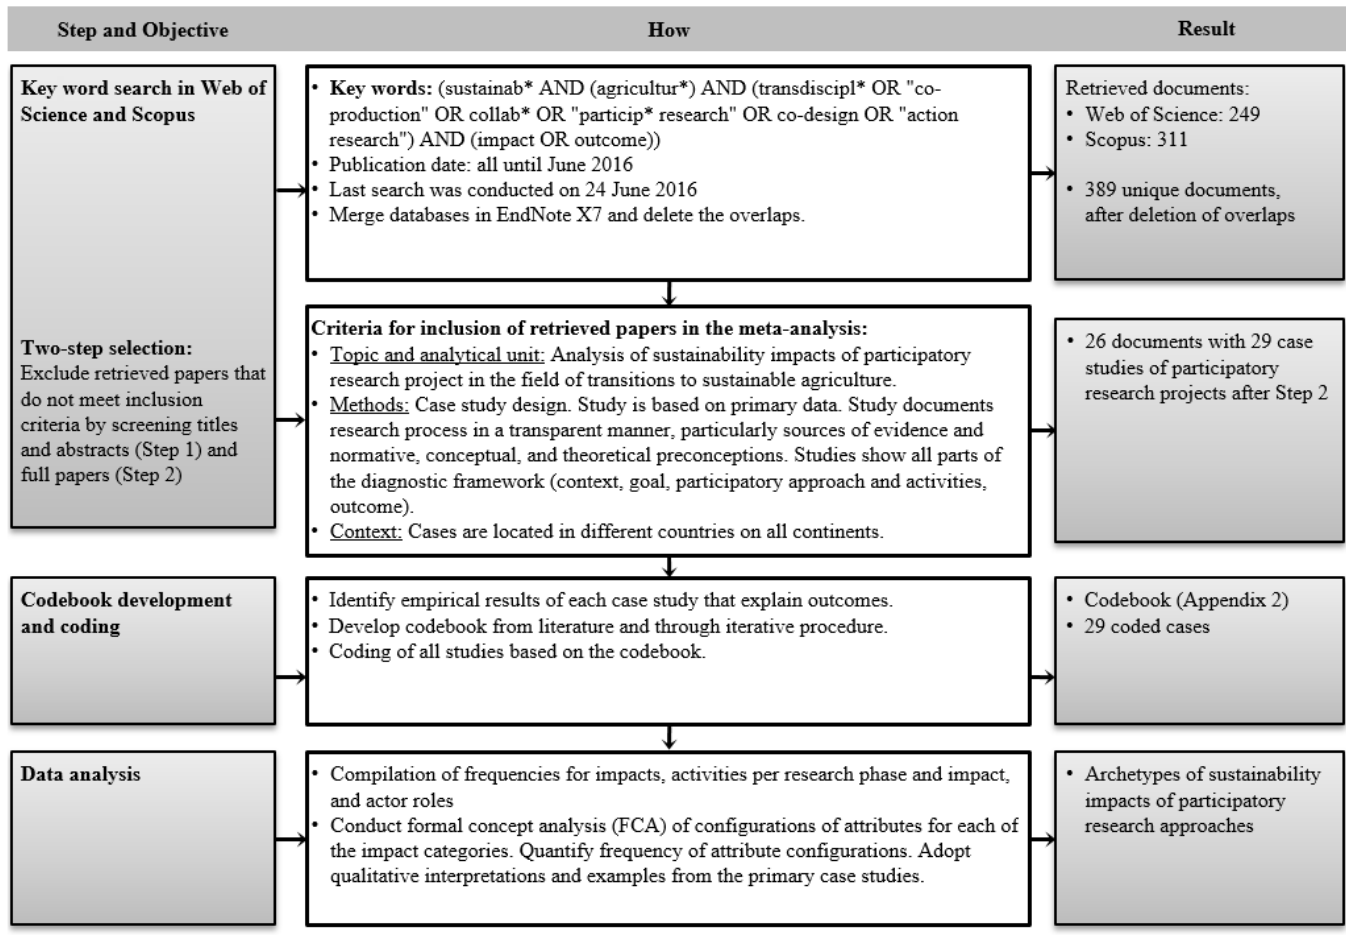 Step and Objective
How
Result
Key word search in Web of
Science and Scopus
• Key words: (sustainab* AND (agricultur*) AND (transdiscipl* OR "co-
production" OR collab* OR "particip* research" OR co-design OR "action
research") AND (impact OR outcome))
• Publication date: all until June 2016
• Last search was conducted on 24 June 2016
• Merge databases in EndNote X7 and delete the overlaps.
Retrieved documents:
• Web of Science: 249
• Scopus: 311
• 389 unique documents,
after deletion of overlaps
Two-step selection:
Exclude retrieved papers that
do not meet inclusion
criteria by screening titles
and abstracts (Step 1) and
full papers (Step 2)
Criteria for inclusion of retrieved papers in the meta-analysis:
• Topic and analytical unit: Analysis of sustainability impacts of participatory
research project in the field of transitions to sustainable agriculture.
• Methods: Case study design. Study is based on primary data. Study documents
research process in a transparent manner, particularly sources of evidence and
normative, conceptual, and theoretical preconceptions. Studies show all parts of
the diagnostic framework (context, goal, participatory approach and activities,
outcome).
• Context: Cases are located in different countries on all continents.
• 26 documents with 29 case
studies of participatory
research projects after Step 2
Codebook development
and coding
• Identify empirical results of each case study that explain outcomes.
• Develop codebook from literature and through iterative procedure.
• Coding of all studies based on the codebook.
• Codebook (Appendix 2)
• 29 coded cases
Data analysis
• Compilation of frequencies for impacts, activities per research phase and impact,
and actor roles
• Conduct formal concept analysis (FCA) of configurations of attributes for each of
the impact categories. Quantify frequency of attribute configurations. Adopt
qualitative interpretations and examples from the primary case studies.
• Archetypes of sustainability
impacts of participatory
research approaches